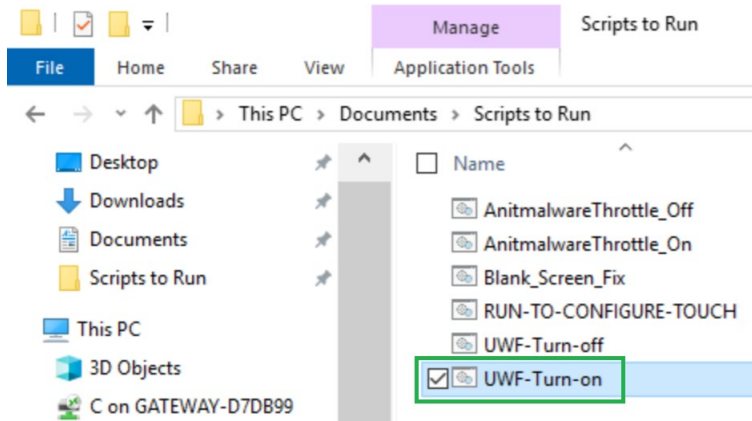 Manage
Scripts to Run
File
Home
Share
View
Application Tools
This PC > Documents > Scripts to Run
Desktop
Downloads
Documents
Scripts to Run
This PC
3D Objects
C on GATEWAY-D7DB99
Name
AnitmalwareThrottle_Off
AnitmalwareThrottle_On
Blank_Screen_Fix
RUN-TO-CONFIGURE-TOUCH
UWF-Turn-off
UWF-Turn-on